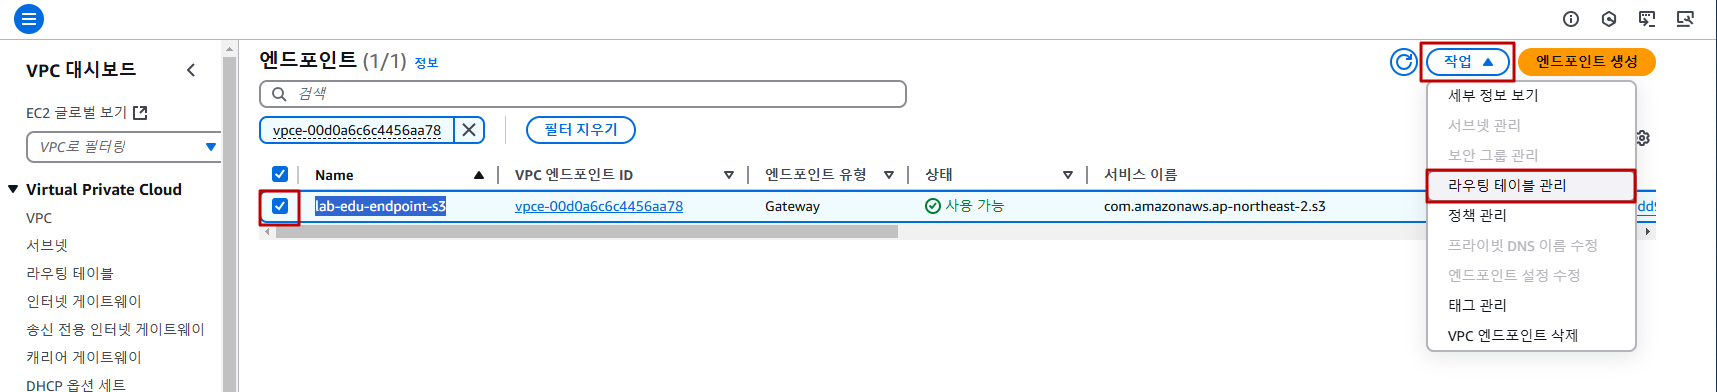 VPC 대시보드
EC2 글로벌 보기
VPC로 필터링
Virtual Private Cloud
VPC
서브넷
라우팅 테이블
인터넷 게이트웨이
송신 전용 인터넷 게이트웨이
캐리어 게이트웨이
DHCP 옵션 세트
엔드포인트 (1/1) 정보
작업
엔드포인트 생성
검색
vpce-00d0a6c6c4456aa78
필터 지우기
Name VPC 엔드포인트 ID 엔드포인트 유형 상태 서비스 이름
lab-edu-endpoint-s3 vpce-00d0a6c6c4456aa78 Gateway 사용 가능 com.amazonaws.ap-northeast-2.s3
세부 정보 보기
서브넷 관리
보안 그룹 관리
라우팅 테이블 관리
정책 관리
프라이빗 DNS 이름 수정
엔드포인트 설정 수정
태그 관리
VPC 엔드포인트 삭제